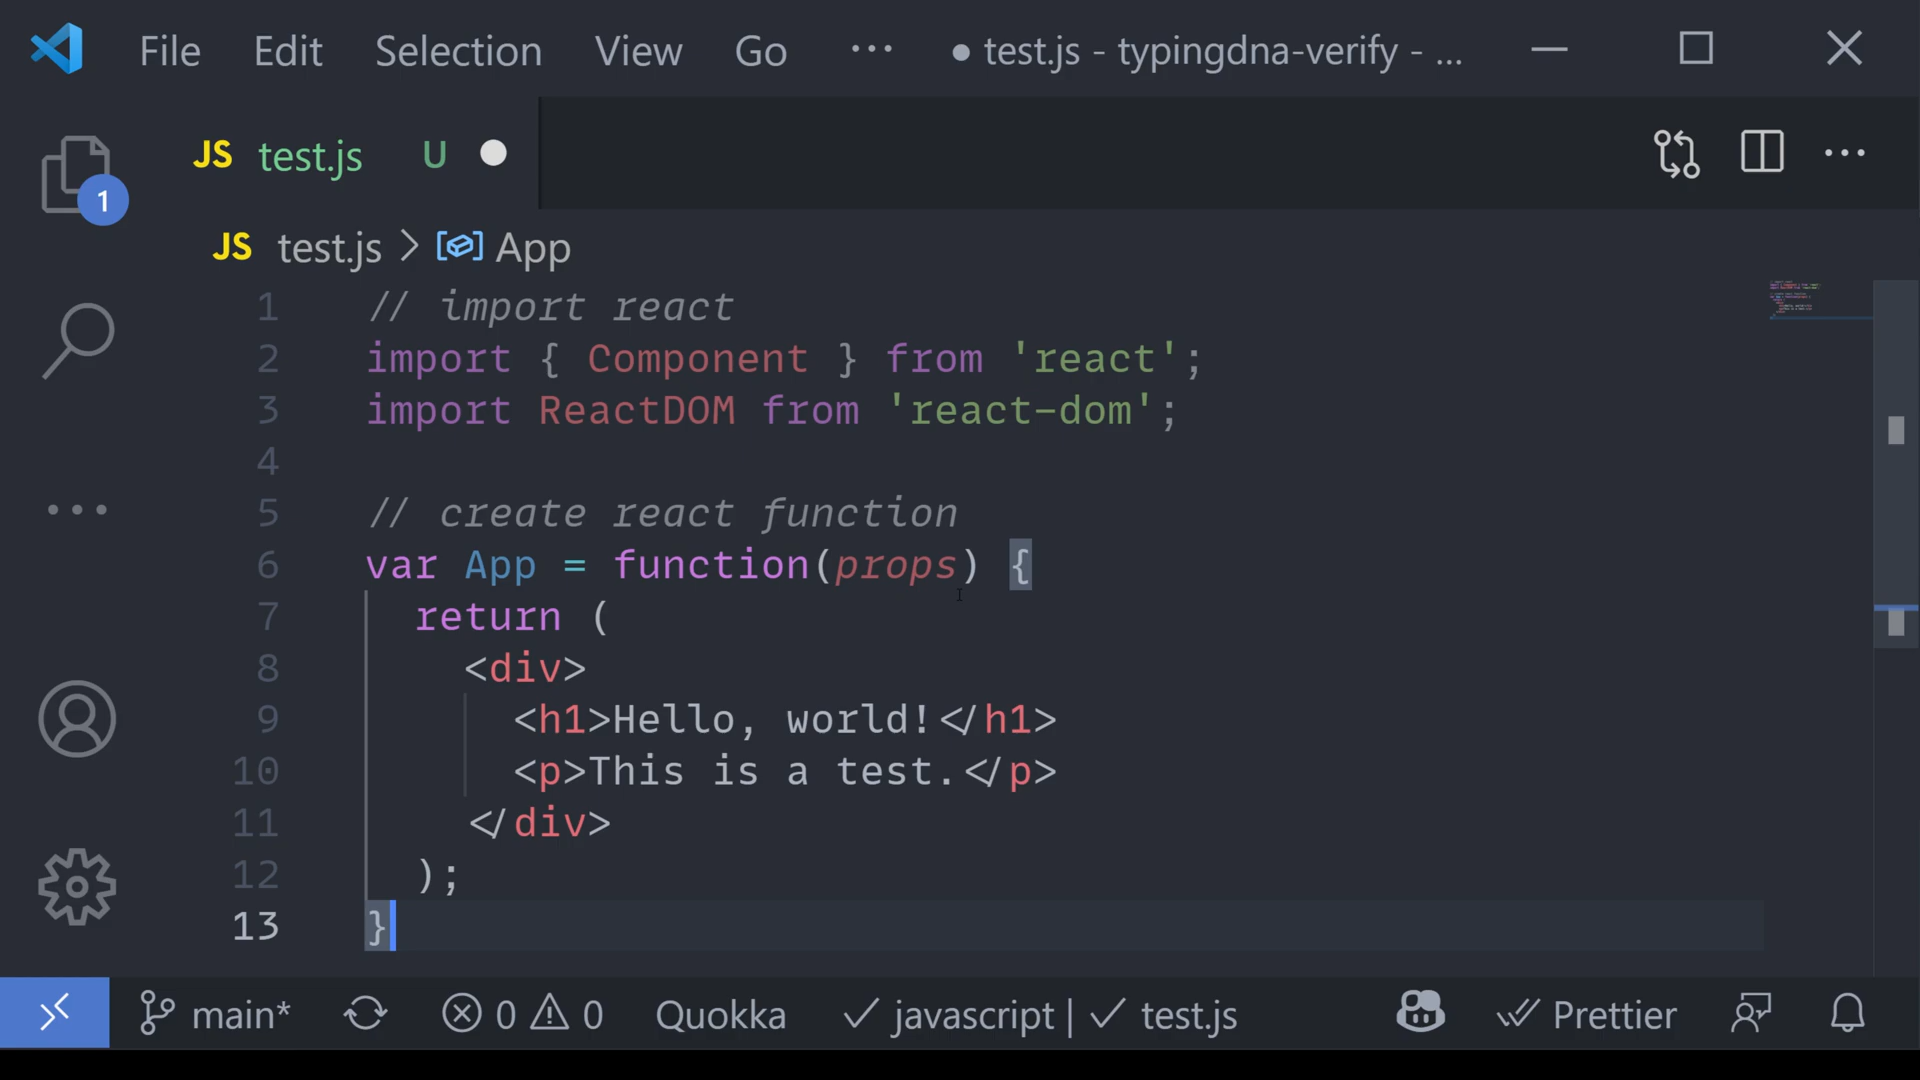 File Edit Selection View Go ··· ● test.js - typingdna-verify - ...
JS test.js U ●
1
JS test.js > App
1 // import react
2 import { Component } from 'react';
3 import ReactDOM from 'react-dom';
4
5 // create react function
6 var App = function(props) {
7 return (
8 <div>
9 <h1>Hello, world!</h1>
10 <p>This is a test.</p>
11 </div>
12 );
13 }
main* 0 0 Quokka ✓ javascript | ✓ test.js Prettier